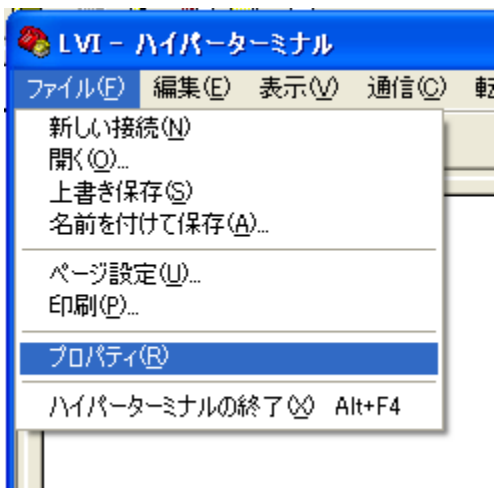 LVI - ハイパーターミナル
ファイル(F) 編集(E) 表示(V) 通信(C)
新しい接続(N)
開く(O)...
上書き保存(S)
名前を付けて保存(A)...
ページ設定(U)...
印刷(P)...
プロパティ(R)
ハイパーターミナルの終了(X) Alt+F4